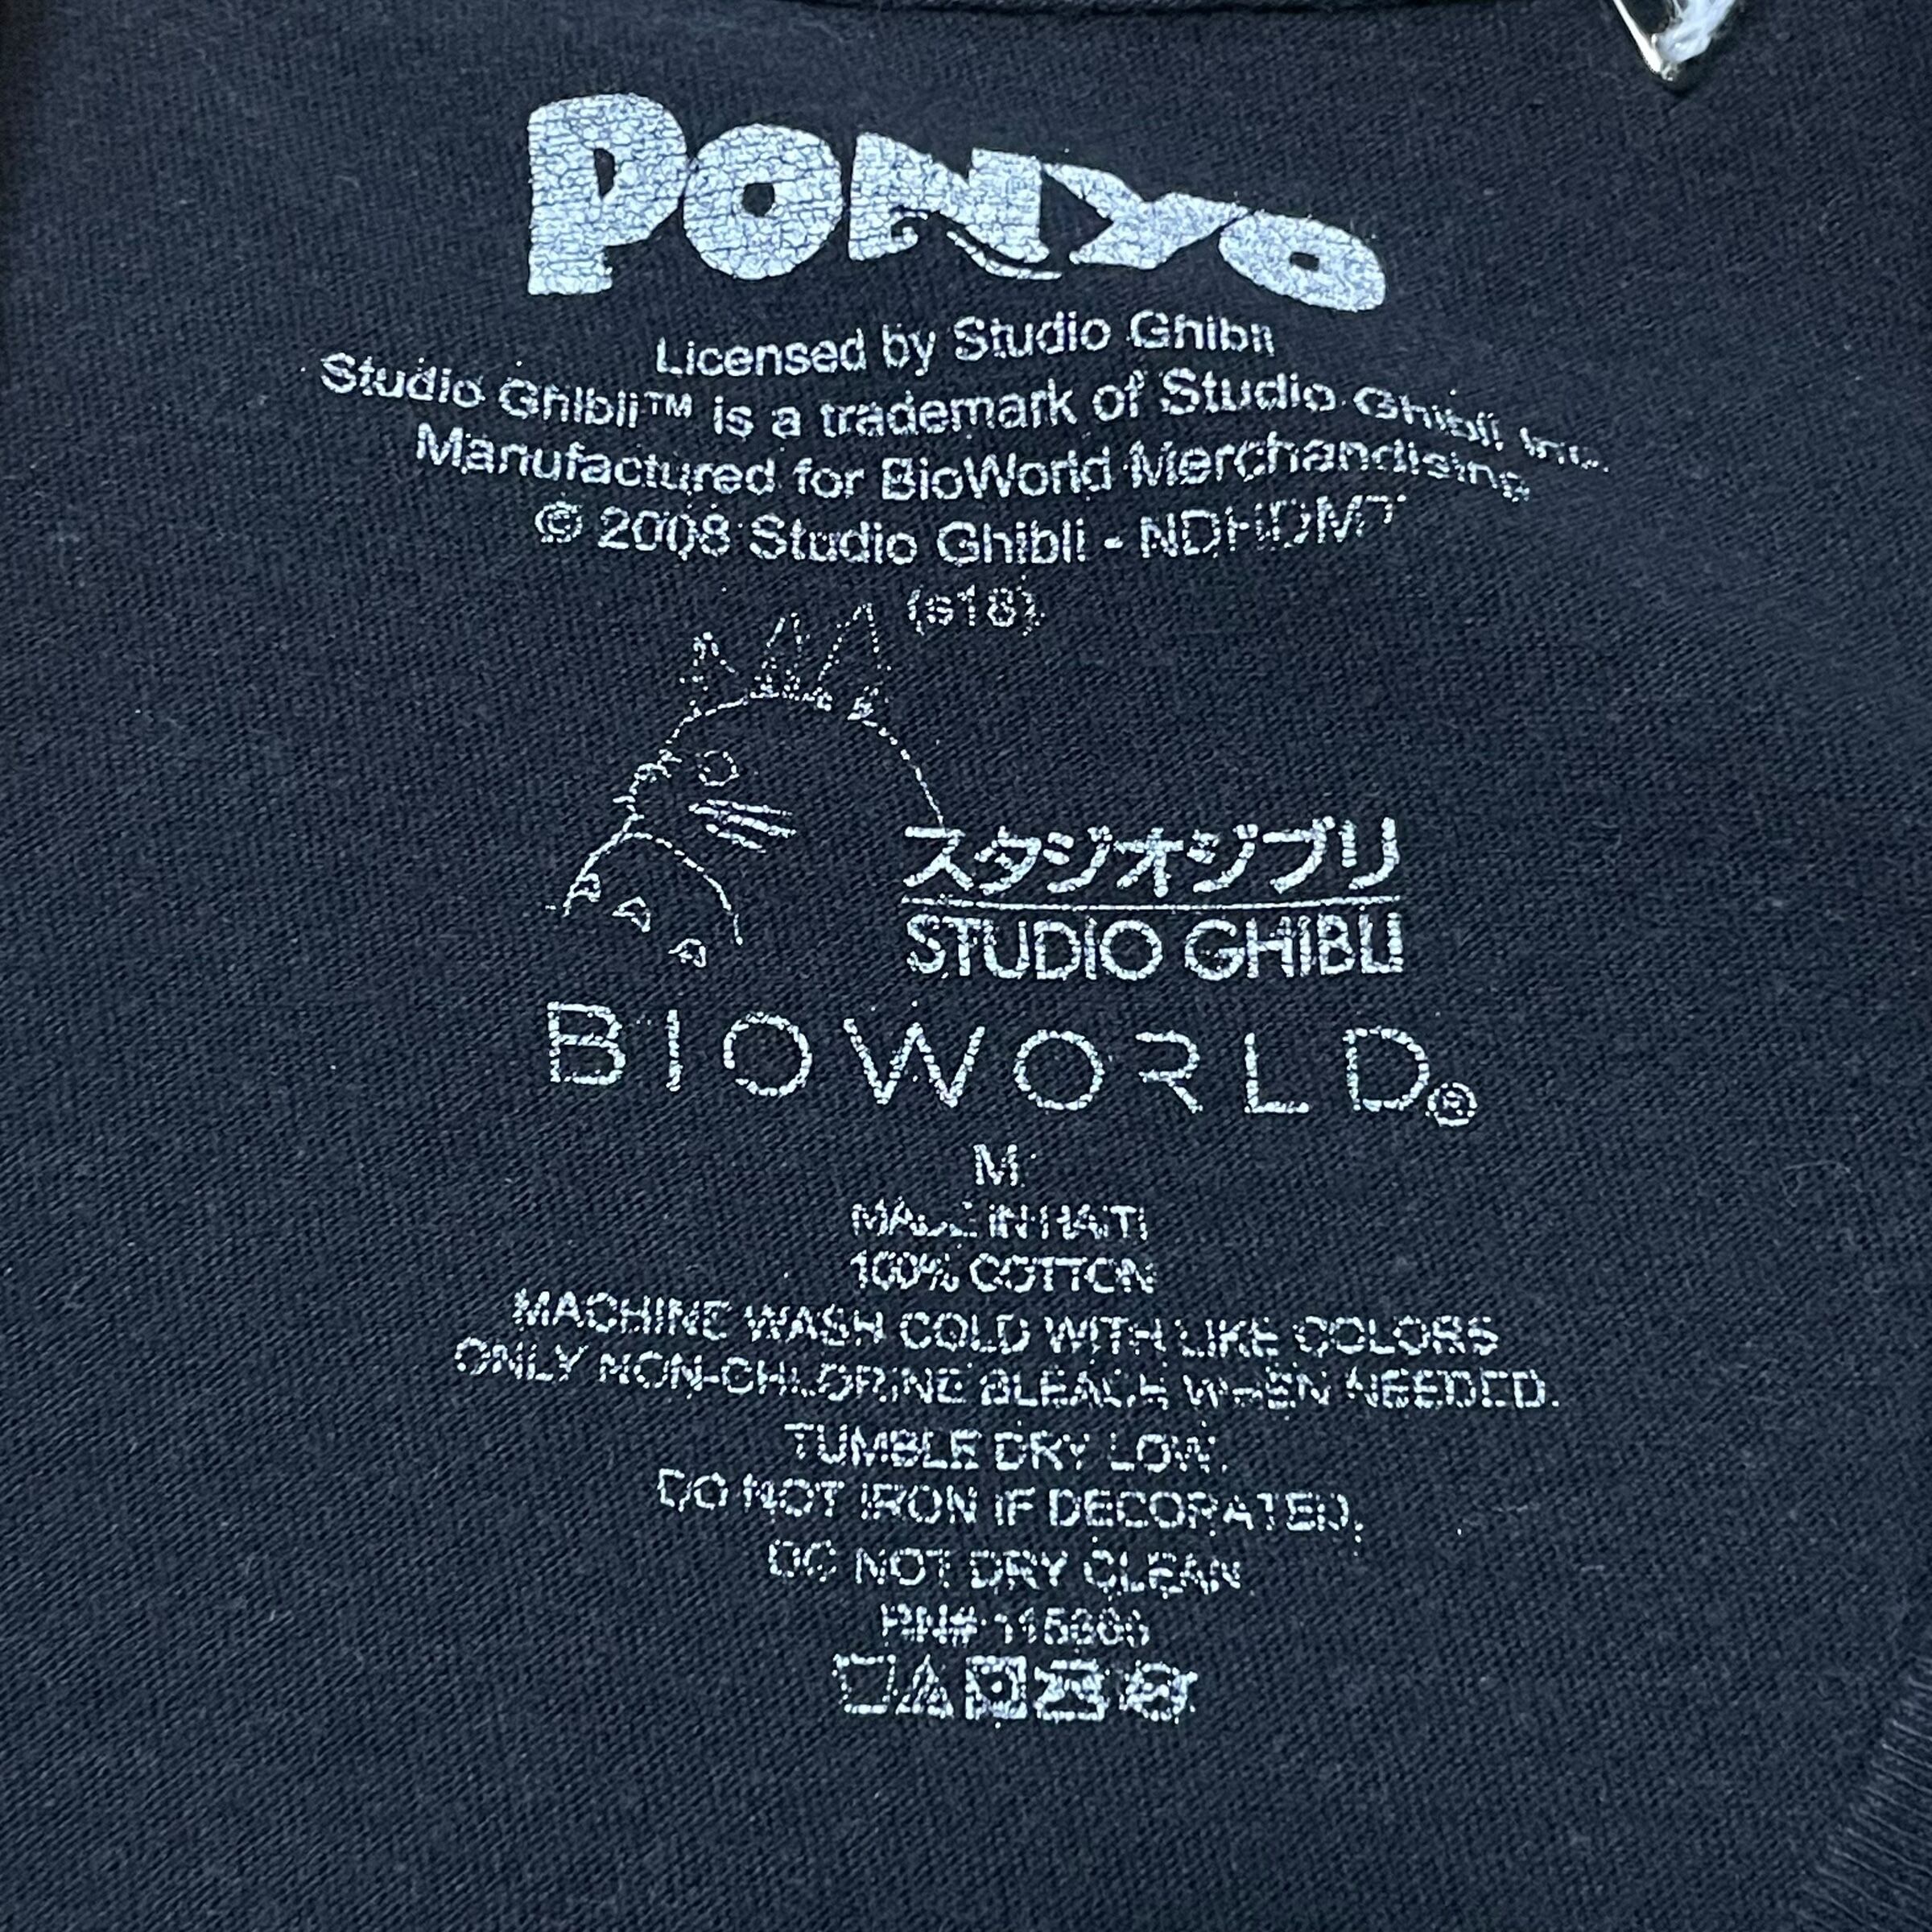 PONYO
Licensed by Studio Ghibli
Studio Ghibli™ is a trademark of Studio Ghibli Inc.
Manufactured for BioWorld Merchandising
© 2008 Studio Ghibli - NDHDMT
(s18)
スタジオジブリ
STUDIO GHIBLI
BIOWORLD®
M
MADE IN HAITI
100% COTTON
MACHINE WASH COLD WITH LIKE COLORS
ONLY NON-CHLORINE BLEACH WHEN NEEDED.
TUMBLE DRY LOW.
DO NOT IRON IF DECORATED.
DO NOT DRY CLEAN
RN#